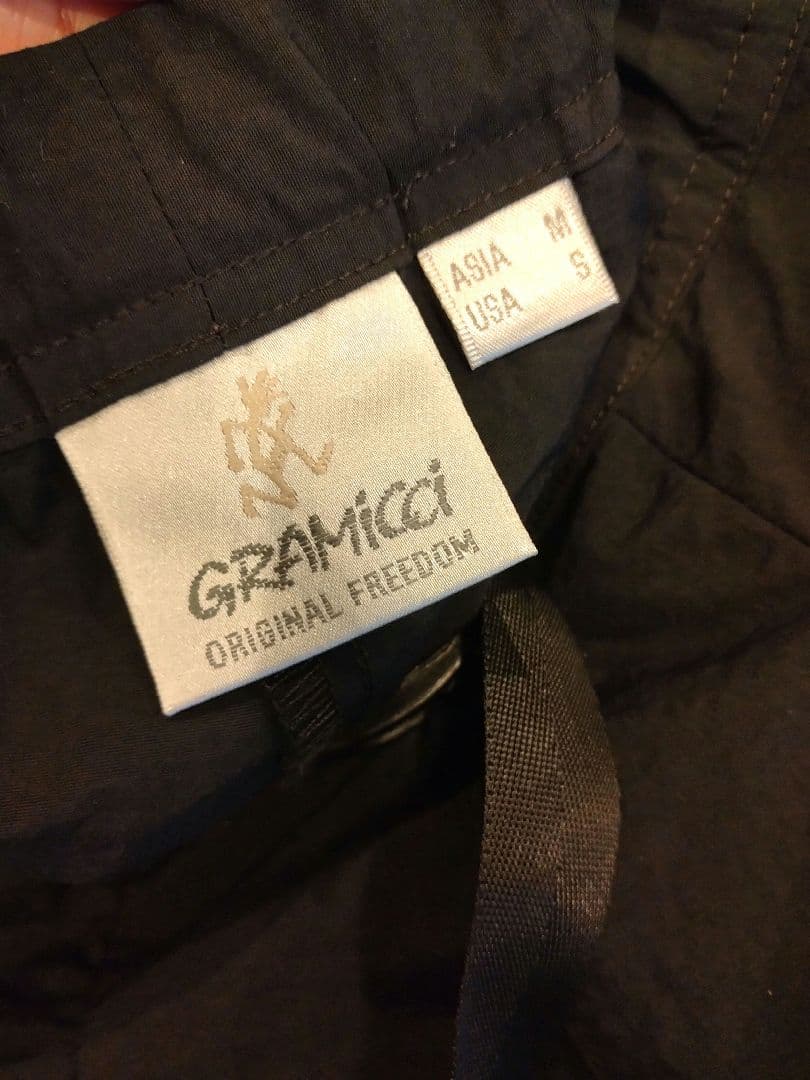 ASIA M
USA S
GRAMiCCi
ORIGINAL FREEDOM